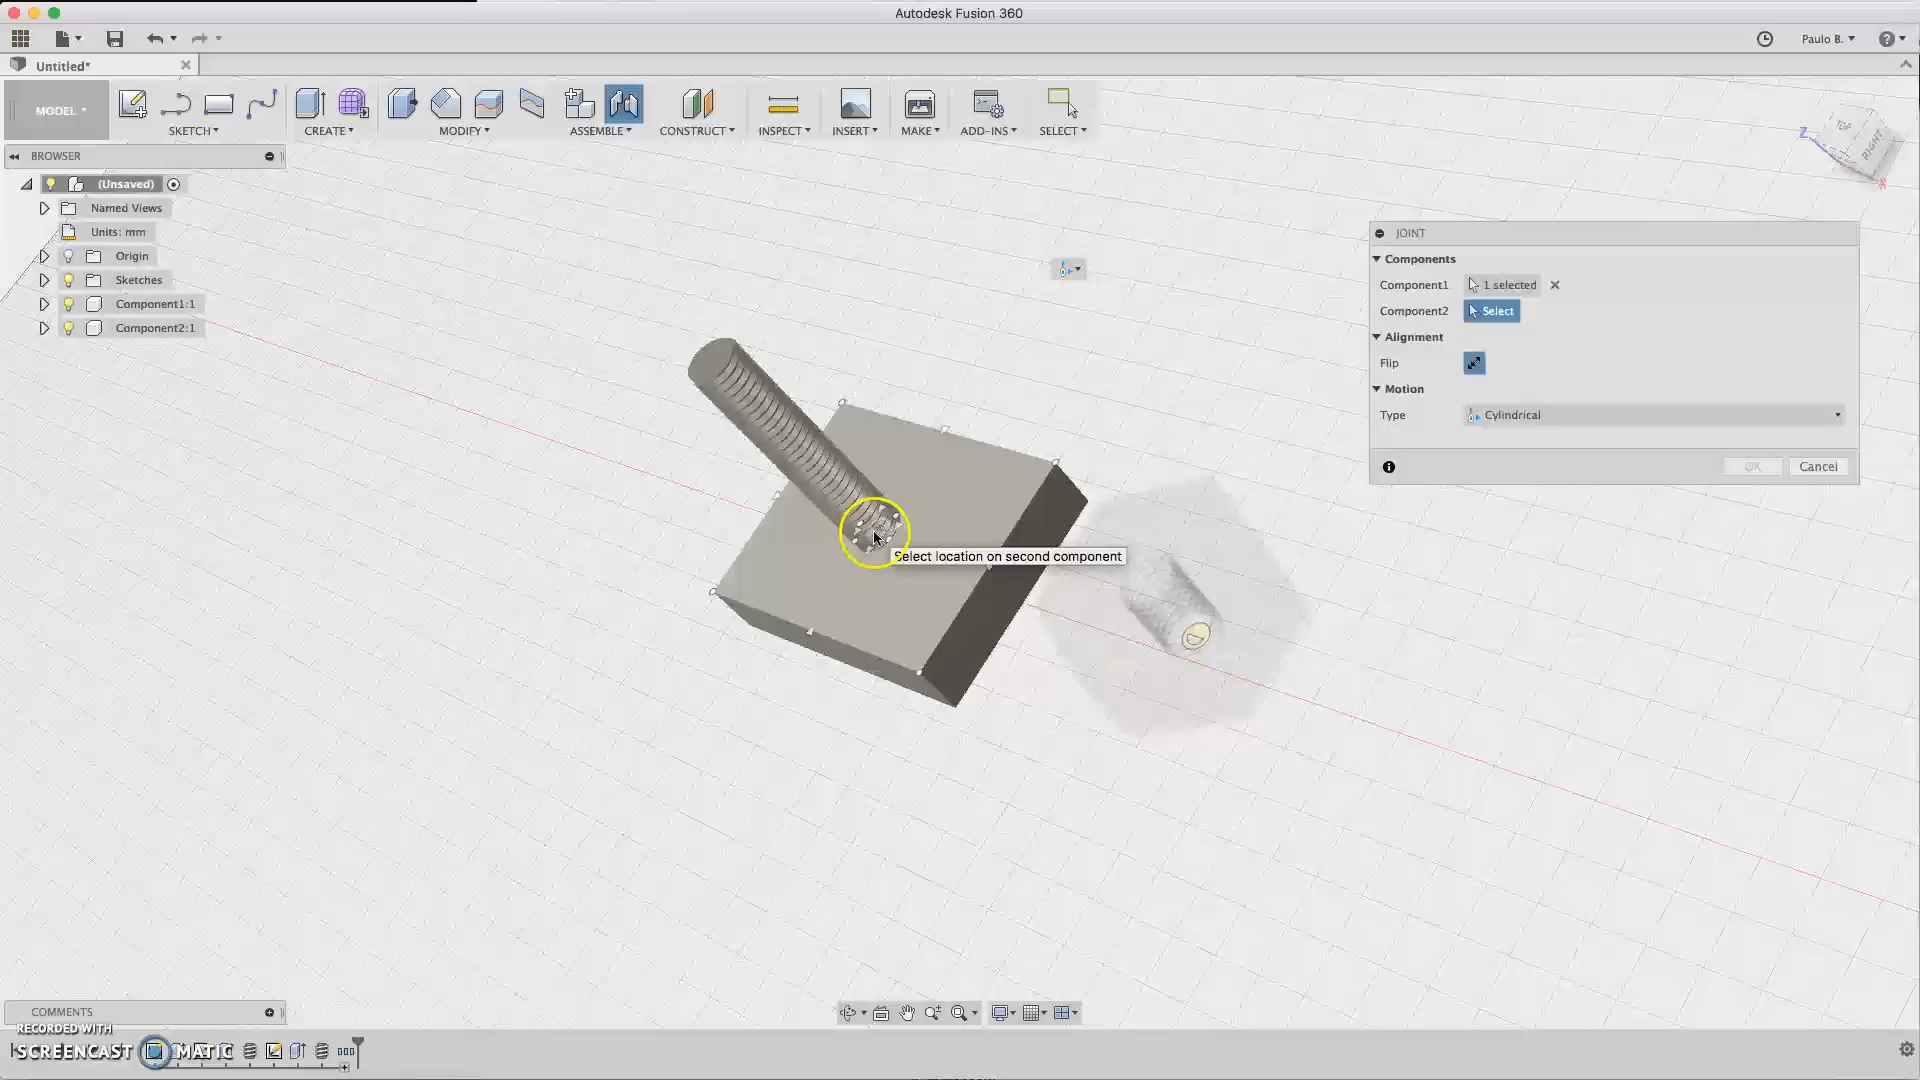 Autodesk Fusion 360
Paulo B.
Untitled*
MODEL
SKETCH
CREATE
MODIFY
ASSEMBLE
CONSTRUCT
INSPECT
INSERT
MAKE
ADD-INS
SELECT
TOP
RIGHT
Z
X
BROWSER
(Unsaved)
Named Views
Units: mm
Origin
Sketches
Component1:1
Component2:1
JOINT
Components
Component1 1 selected
Component2 Select
Alignment
Flip
Motion
Type Cylindrical
OK Cancel
Select location on second component
COMMENTS
RECORDED WITH
SCREENCAST MATIC